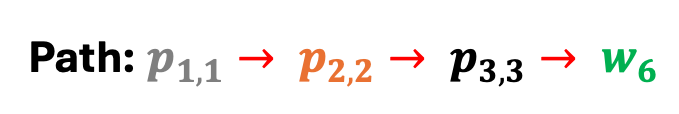 Path: p1,1 → p2,2 → p3,3 → w6